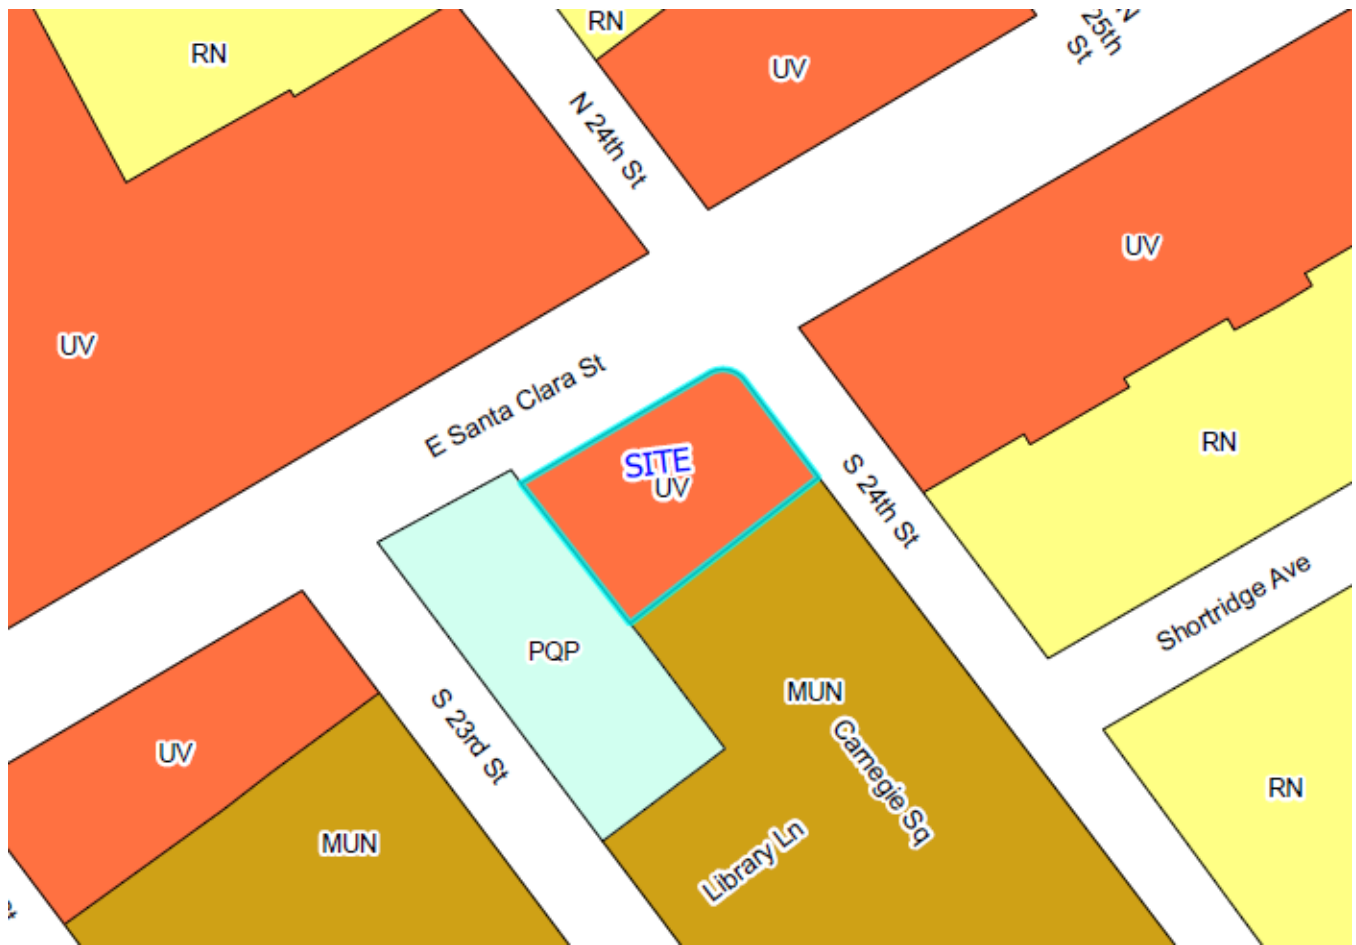 RN
RN
UV
N
25th
St
N 24th St
UV
UV
E Santa Clara St
SITE
UV
RN
S 24th St
Shortridge Ave
PQP
MUN
S 23rd St
UV
Carnegie Sq
RN
MUN
Library Ln